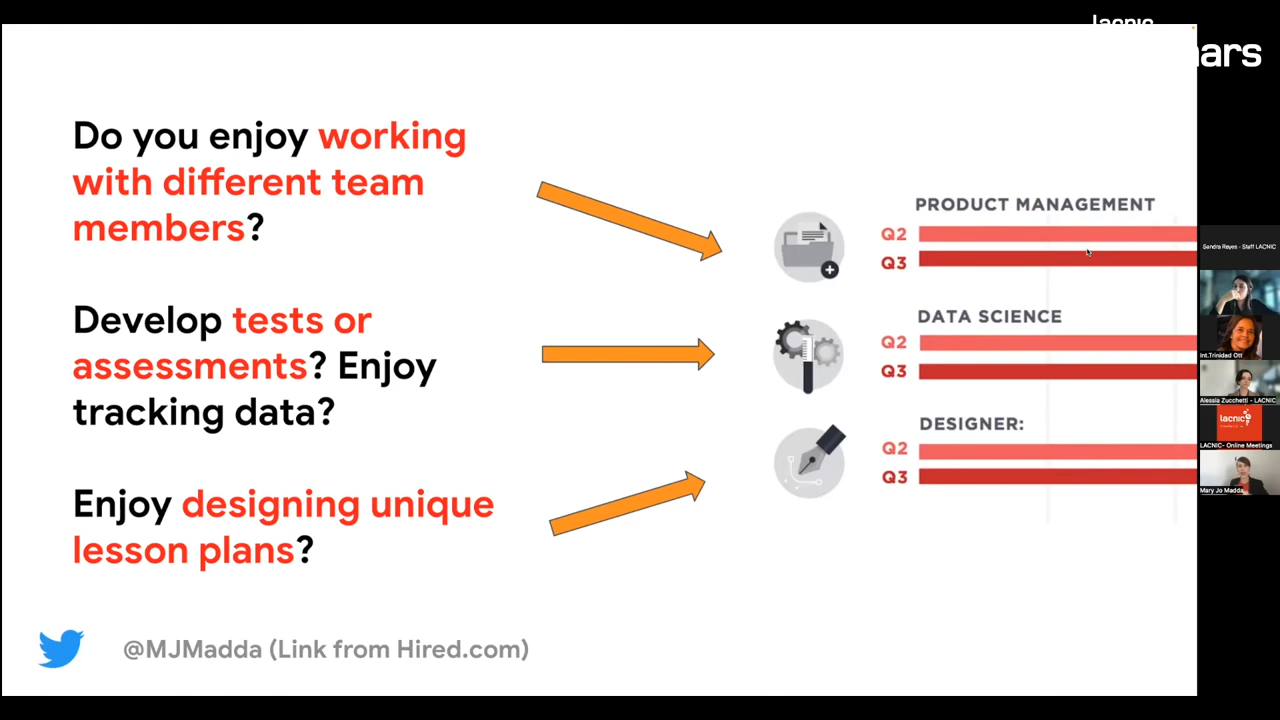 lacnic
nars
Do you enjoy working
with different team
members?
Develop tests or
assessments? Enjoy
tracking data?
Enjoy designing unique
lesson plans?
@MJMadda (Link from Hired.com)
PRODUCT MANAGEMENT
Q2
Q3
DATA SCIENCE
Q2
Q3
DESIGNER:
Q2
Q3
Sandra Reyes - Staff LACNIC
Int.Trinidad Ott
Alessia Zucchetti - LACNIC
lacnic
LACNIC- Online Meetings
Mary Jo Madda